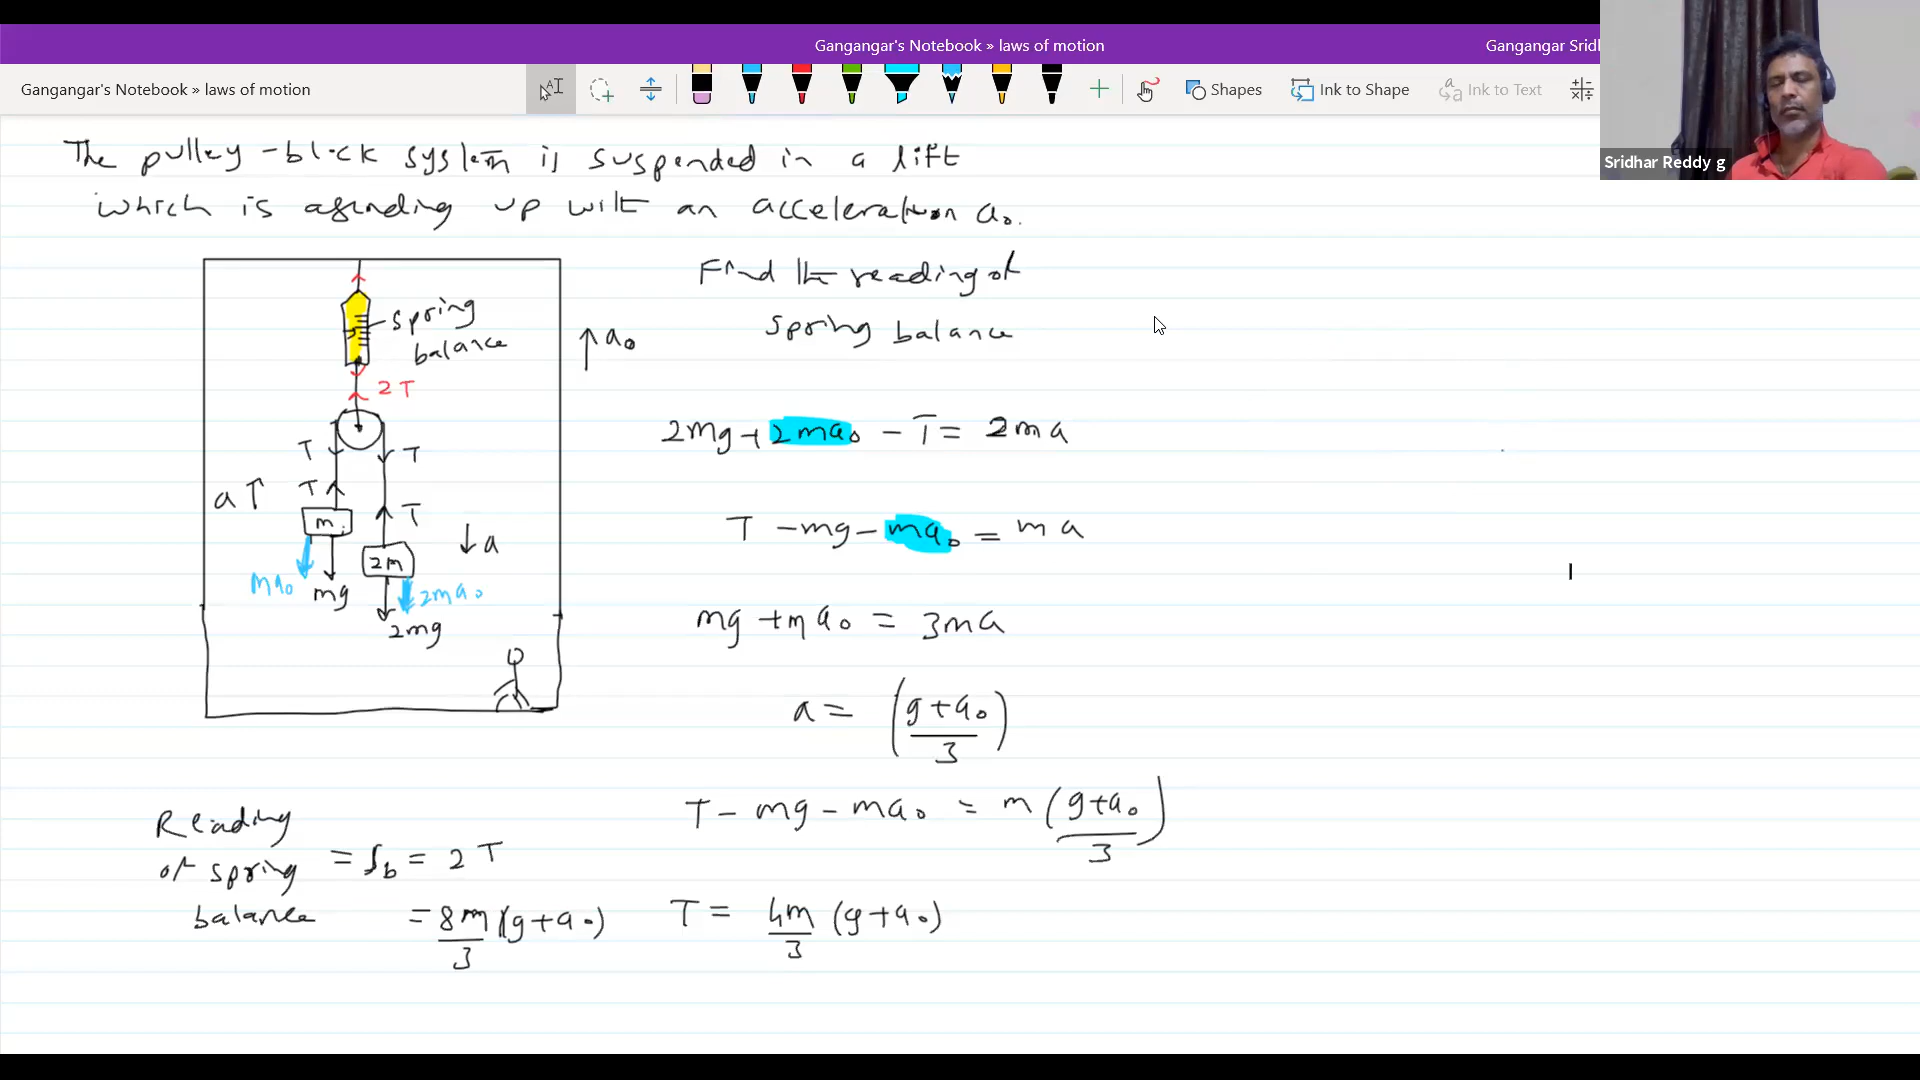 Gangangar's Notebook » laws of motion
Gangangar Sridl
Gangangar's Notebook » laws of motion
Shapes
Ink to Shape
Ink to Text
Sridhar Reddy g
The pulley-block system is suspended in a lift
which is ascending up with an acceleration a₀.
Find the reading of
spring balance
spring
balance
↑ a₀
2T
T
T
a ↑
T
T
m
↓ a
2m
ma₀
mg
2ma₀
2mg
2mg + 2ma₀ - T = 2ma
T - mg - ma₀ = ma
mg + ma₀ = 3ma
a = (g+a₀/3)
T - mg - ma₀ = m(g+a₀/3)
T = 4m/3 (g+a₀)
Reading
of spring
balance
= S_b = 2T
= 8m/3 (g+a₀)